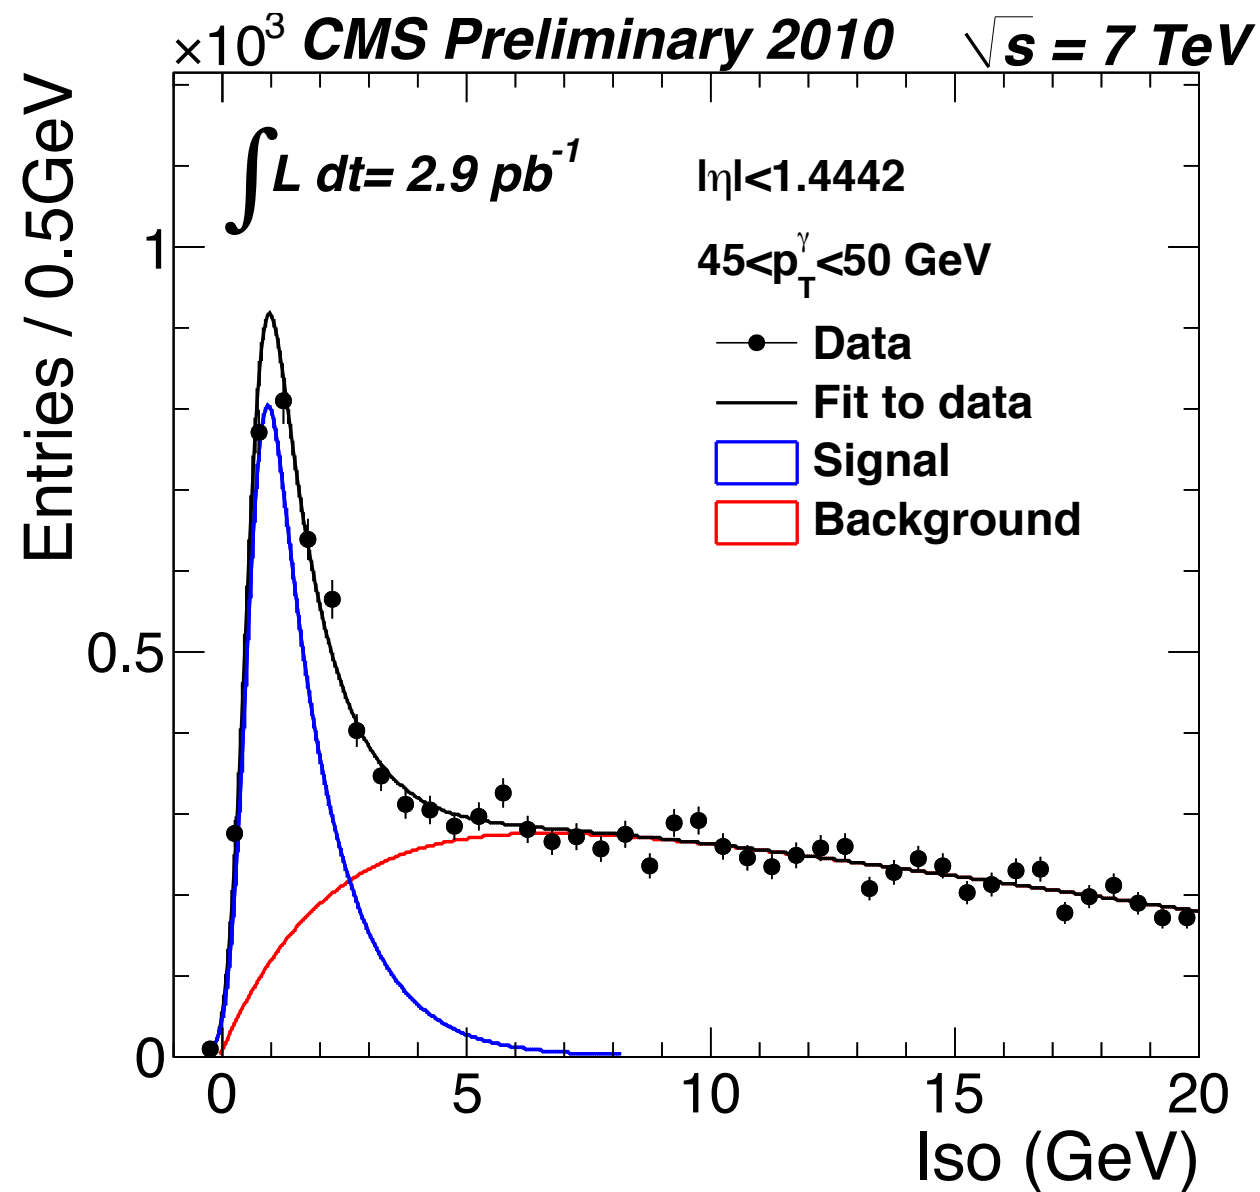 ×10³ CMS Preliminary 2010 √s = 7 TeV
∫L dt= 2.9 pb⁻¹
|η|<1.4442
45<p_T^γ<50 GeV
Data
Fit to data
Signal
Background
Entries / 0.5GeV
1
0.5
0
0 5 10 15 20
Iso (GeV)